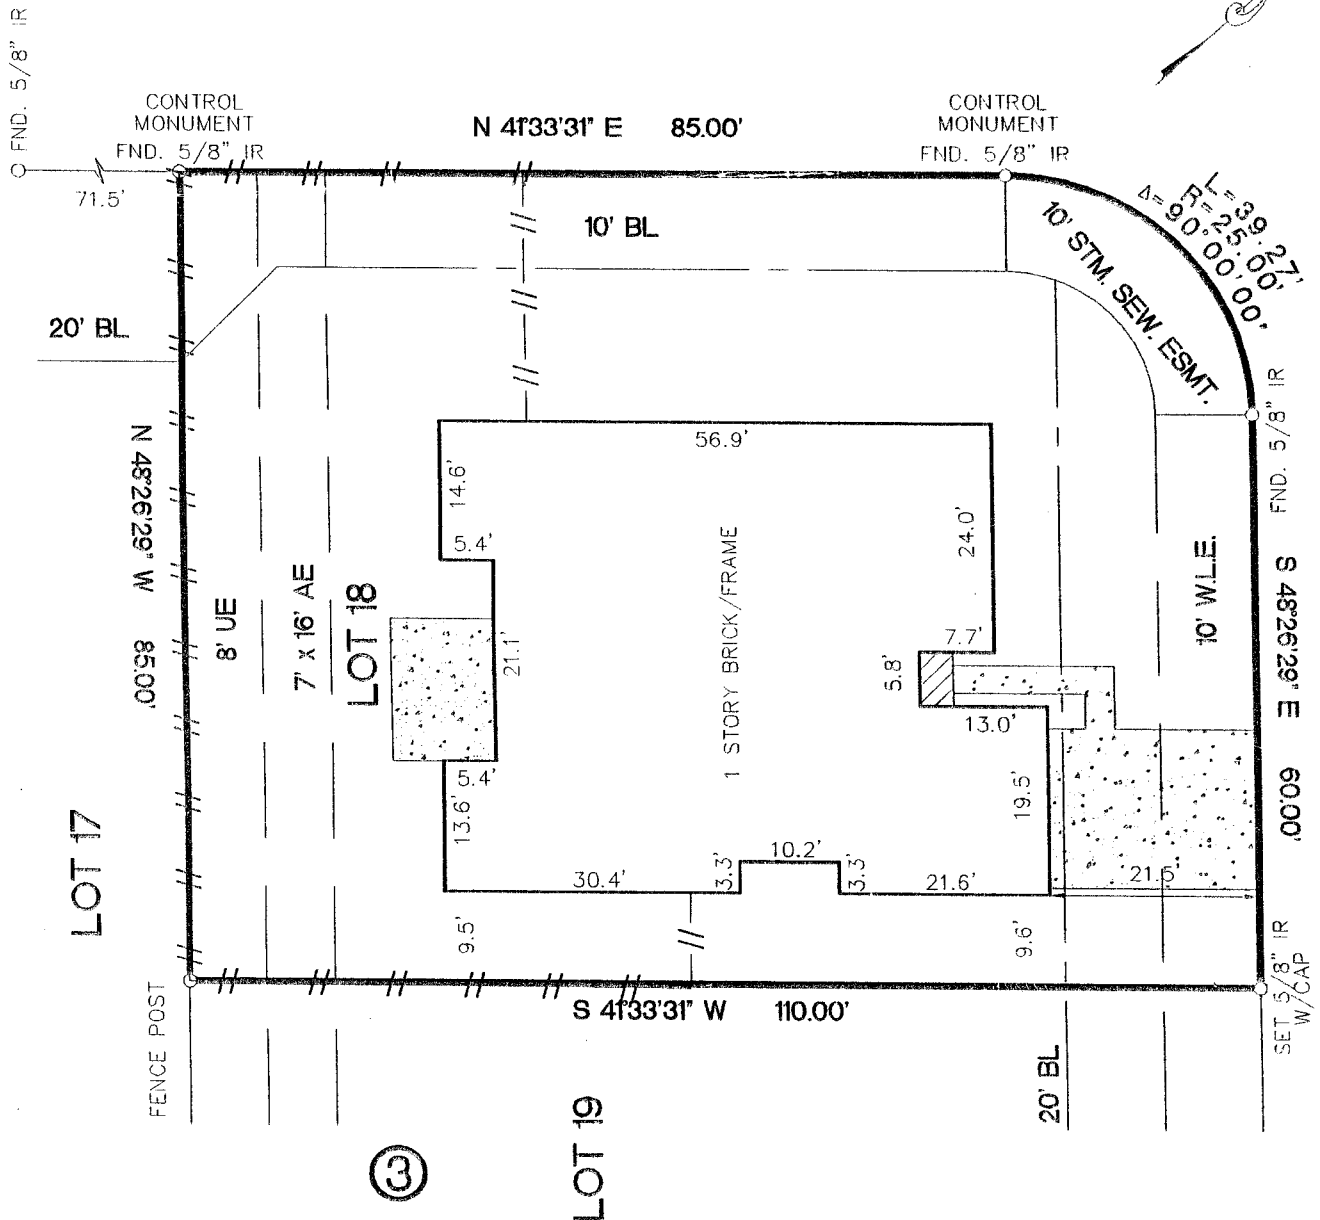 FND. 5/8" IR
CONTROL
MONUMENT
FND. 5/8" IR
N 41°33'31" E 85.00'
CONTROL
MONUMENT
FND. 5/8" IR
71.5'
L=39.27'
R=25.00'
Δ=90°00'00"
10' BL
10' STM. SEW. ESMT.
20' BL
FND. 5/8" IR
56.9'
N 48°26'29" W 85.00'
14.6'
5.4'
24.0'
1 STORY BRICK/FRAME
8' UE
7' x 16' AE
LOT 18
21.1'
7.7'
5.8'
10' W.L.E.
S 48°26'29" E 60.00'
13.0'
5.4'
13.6'
19.5'
LOT 17
10.2'
3.3'
3.3'
30.4'
21.6'
21.5'
9.5'
9.6'
S 41°33'31" W 110.00'
FENCE POST
SET 5/8" IR
W/CAP
20' BL
3
LOT 19